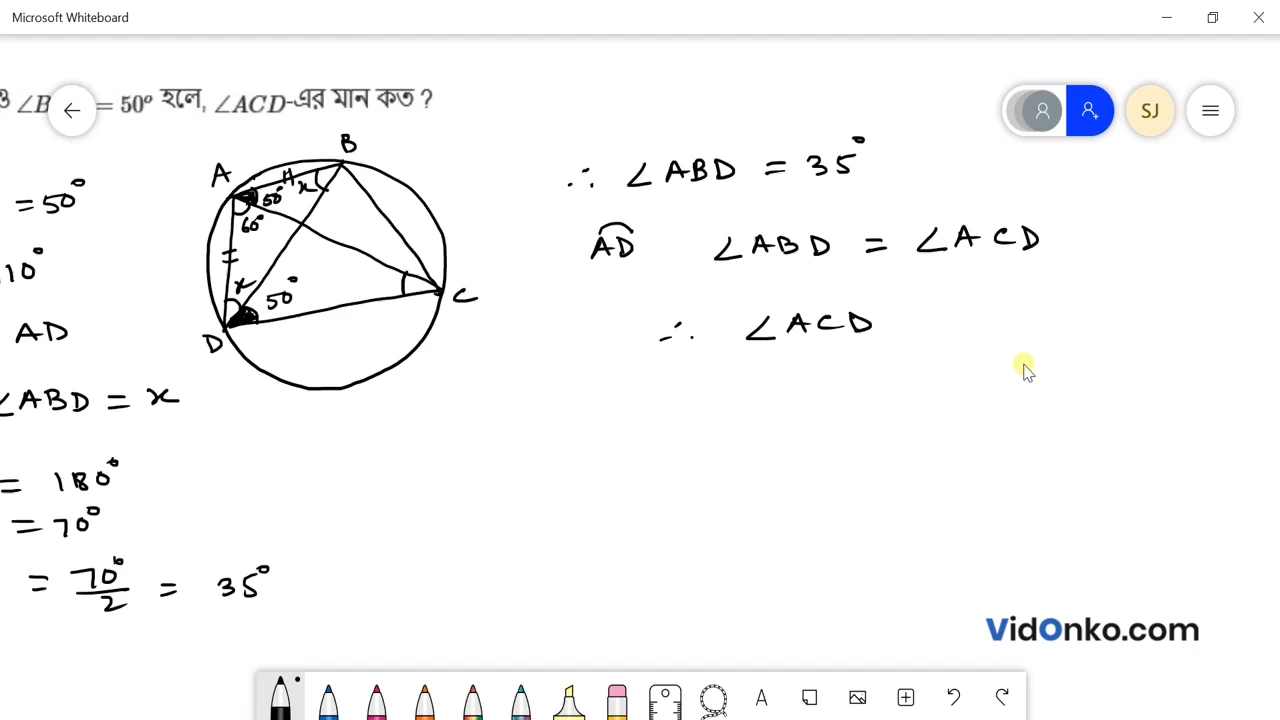 Microsoft Whiteboard
ও ∠B = 50° হলে, ∠ACD-এর মান কত ?
SJ
= 50°
110°
AD
∠ABD = x
= 180°
= 70°
= 70°/2 = 35°
A
B
C
D
50°
x
60°
x
50°
∴ ∠ABD = 35°
AD ∠ABD = ∠ACD
∴ ∠ACD
VidOnko.com
A